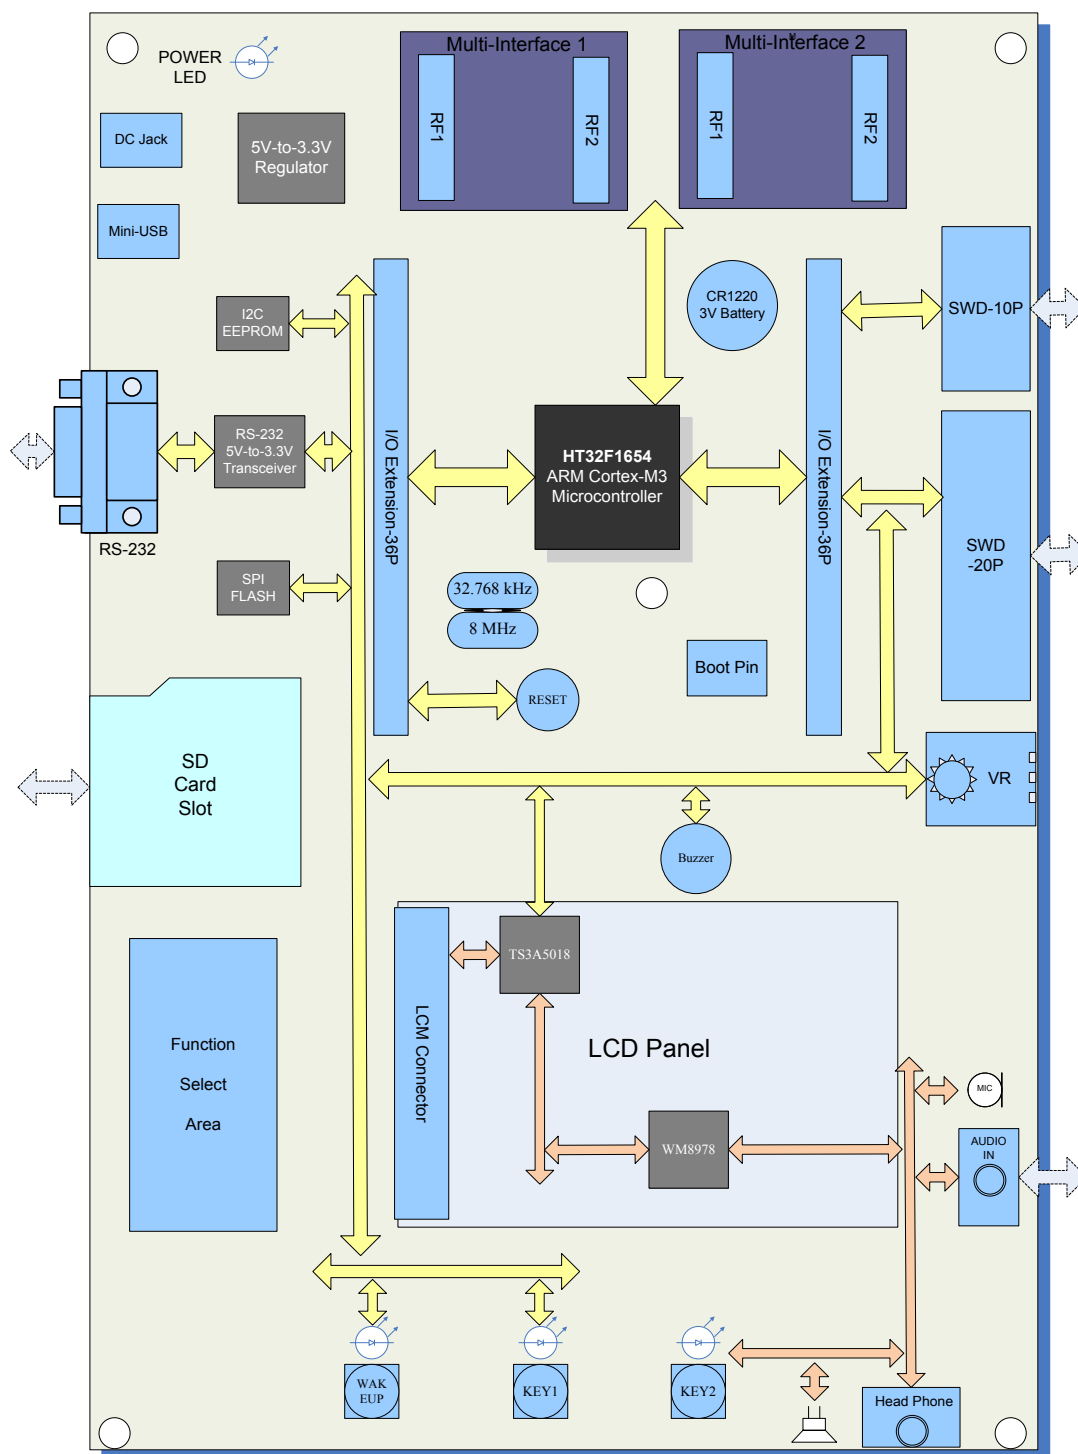 POWER
LED
Multi-Interface 1
RF1
RF2
Multi-Interface 2
RF1
RF2
DC Jack
5V-to-3.3V
Regulator
Mini-USB
I2C
EEPROM
CR1220
3V Battery
SWD-10P
RS-232
5V-to-3.3V
Transceiver
RS-232
I/O Extension-36P
HT32F1654
ARM Cortex-M3
Microcontroller
I/O Extension-36P
SWD
-20P
SPI
FLASH
32.768 kHz
8 MHz
Boot Pin
RESET
SD
Card
Slot
VR
Buzzer
TS3A5018
LCM Connector
LCD Panel
Function
Select
Area
WM8978
MIC
AUDIO
IN
WAK
EUP
KEY1
KEY2
Head Phone